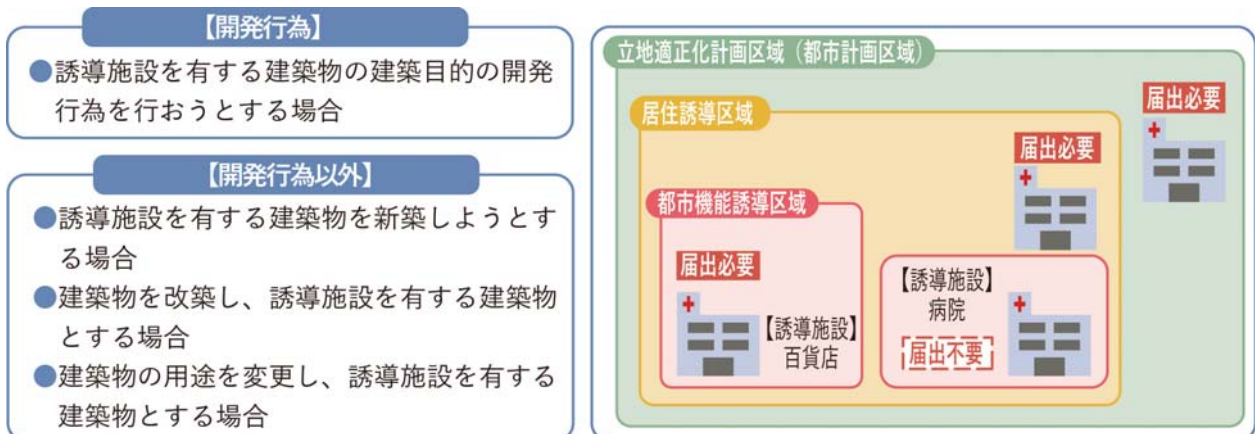 【開発行為】
●誘導施設を有する建築物の建築目的の開発
行為を行おうとする場合
【開発行為以外】
●誘導施設を有する建築物を新築しようとす
る場合
●建築物を改築し、誘導施設を有する建築物
とする場合
●建築物の用途を変更し、誘導施設を有する
建築物とする場合
立地適正化計画区域（都市計画区域）
届出必要
居住誘導区域
届出必要
都市機能誘導区域
届出必要
【誘導施設】
百貨店
【誘導施設】
病院
届出不要